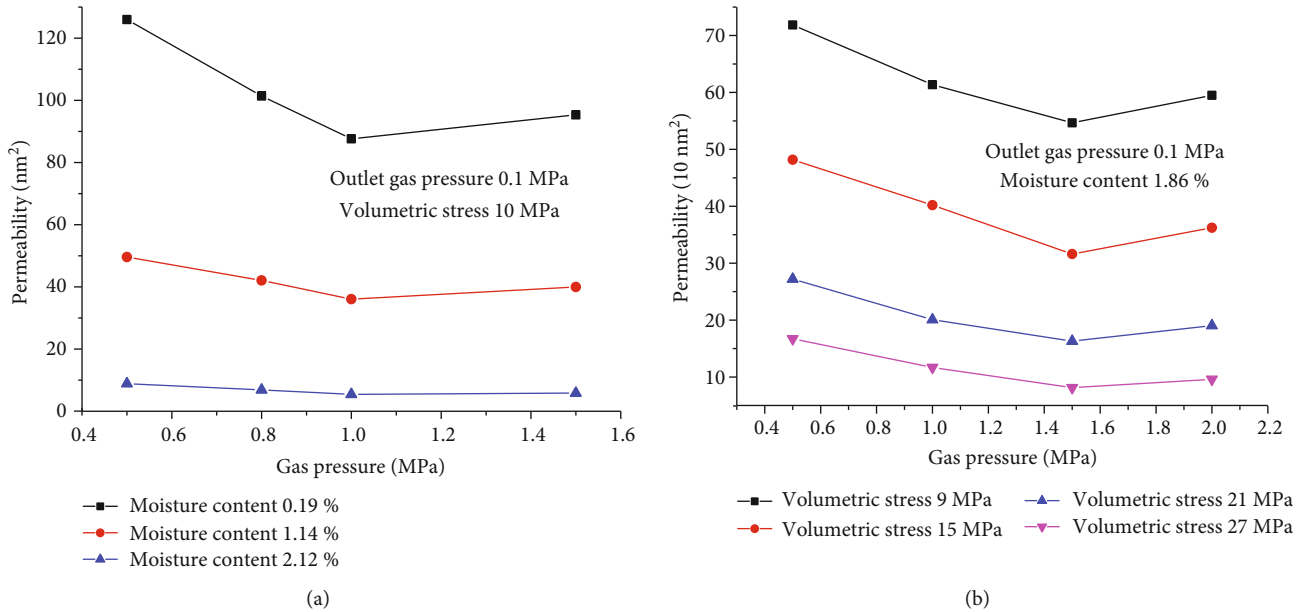 120
100
80
60
40
20
0
Permeability (nm²)
Outlet gas pressure 0.1 MPa
Volumetric stress 10 MPa
0.4 0.6 0.8 1.0 1.2 1.4 1.6
Gas pressure (MPa)
Moisture content 0.19 %
Moisture content 1.14 %
Moisture content 2.12 %
(a)
70
60
50
40
30
20
10
Permeability (10 nm²)
Outlet gas pressure 0.1 MPa
Moisture content 1.86 %
0.4 0.6 0.8 1.0 1.2 1.4 1.6 1.8 2.0 2.2
Gas pressure (MPa)
Volumetric stress 9 MPa
Volumetric stress 15 MPa
Volumetric stress 21 MPa
Volumetric stress 27 MPa
(b)